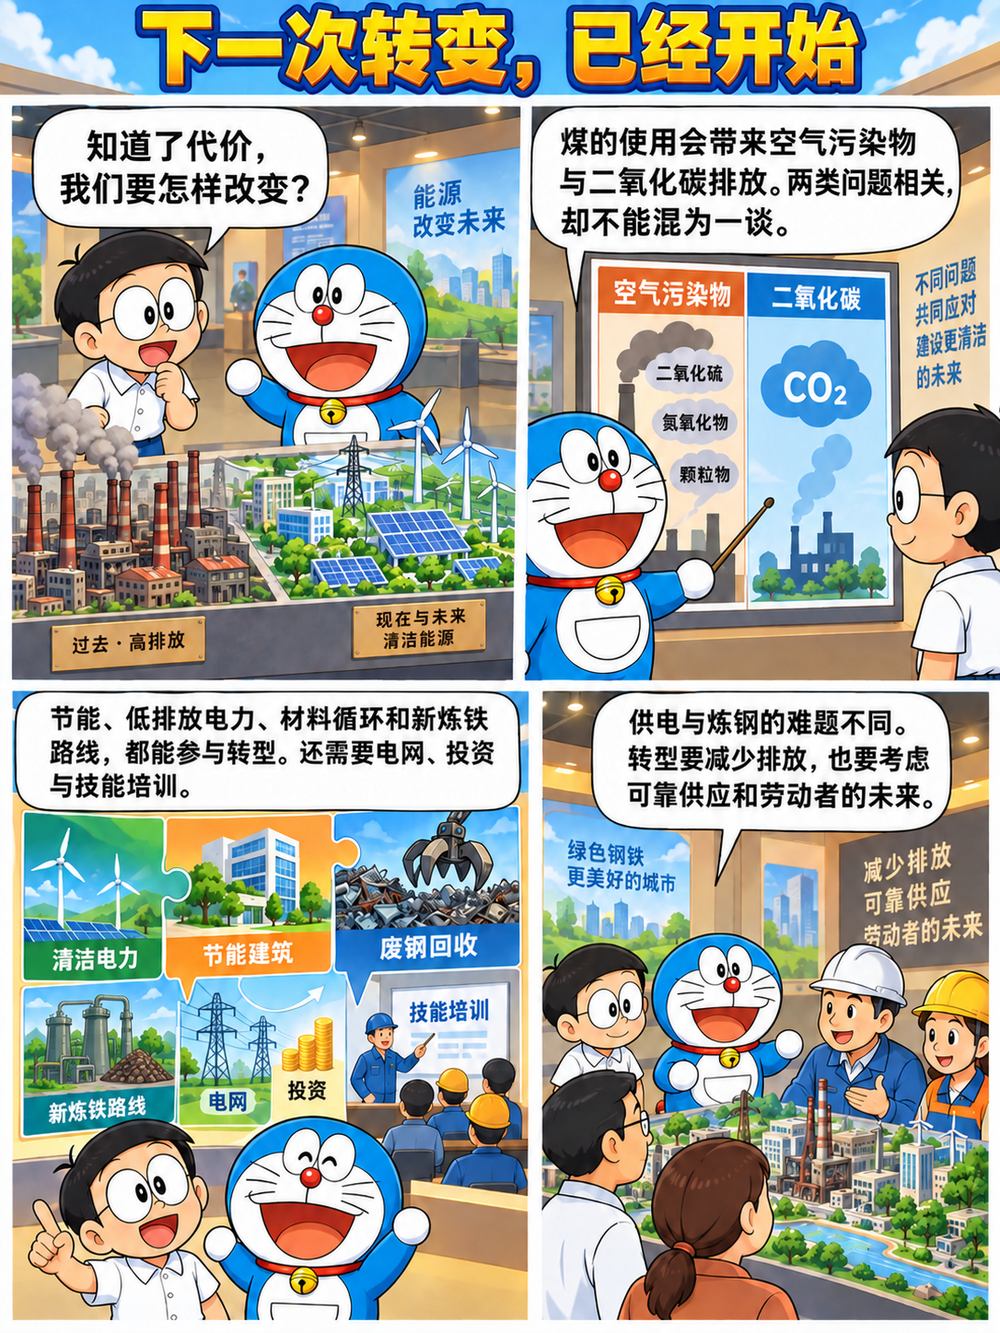 下一次转变，已经开始
知道了代价，
我们要怎样改变？
能源
改变未来
过去·高排放
现在与未来
清洁能源
煤的使用会带来空气污染物
与二氧化碳排放。两类问题相关，
却不能混为一谈。
空气污染物
二氧化硫
氮氧化物
颗粒物
二氧化碳
CO₂
不同问题
共同应对
建设更清洁
的未来
节能、低排放电力、材料循环和新炼铁
路线，都能参与转型。还需要电网、投资
与技能培训。
清洁电力
节能建筑
废钢回收
新炼铁路线
电网
投资
技能培训
供电与炼钢的难题不同。
转型要减少排放，也要考虑
可靠供应和劳动者的未来。
绿色钢铁
更美好的城市
减少排放
可靠供应
劳动者的未来